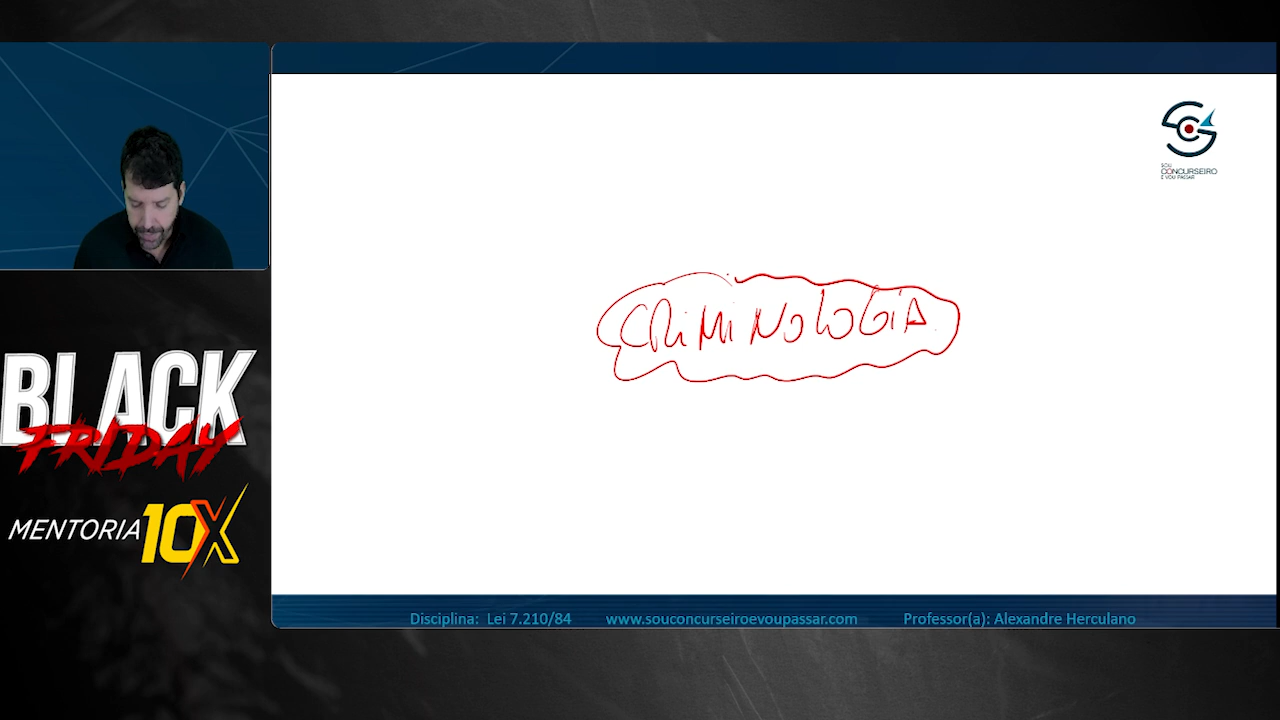 SOU
CONCURSEIRO
E VOU PASSAR
CRIMINOLOGIA
BLACK
FRIDAY
MENTORIA 10X
Disciplina: Lei 7.210/84 www.souconcurseiroevoupassar.com Professor(a): Alexandre Herculano